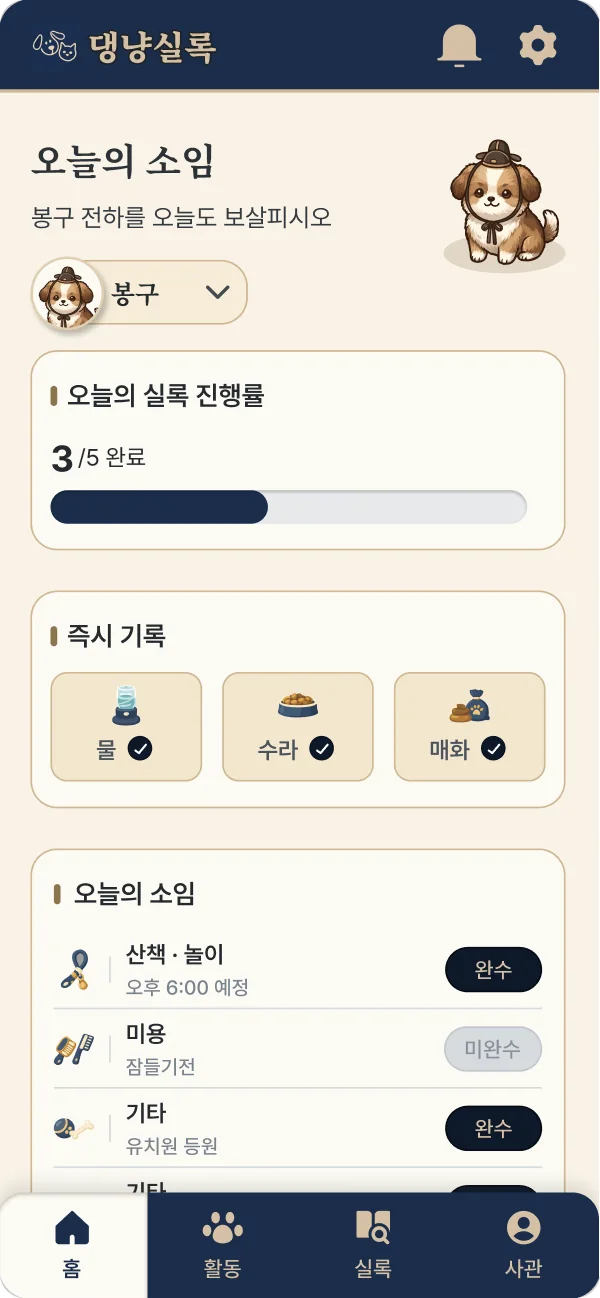 댕냥실록
오늘의 소임
봉구 전하를 오늘도 보살피시오
봉구
오늘의 실록 진행률
3/5 완료
즉시 기록
물
수라
매화
오늘의 소임
산책 · 놀이
오후 6:00 예정
완수
미용
잠들기전
미완수
기타
유치원 등원
완수
기타
홈
활동
실록
사관